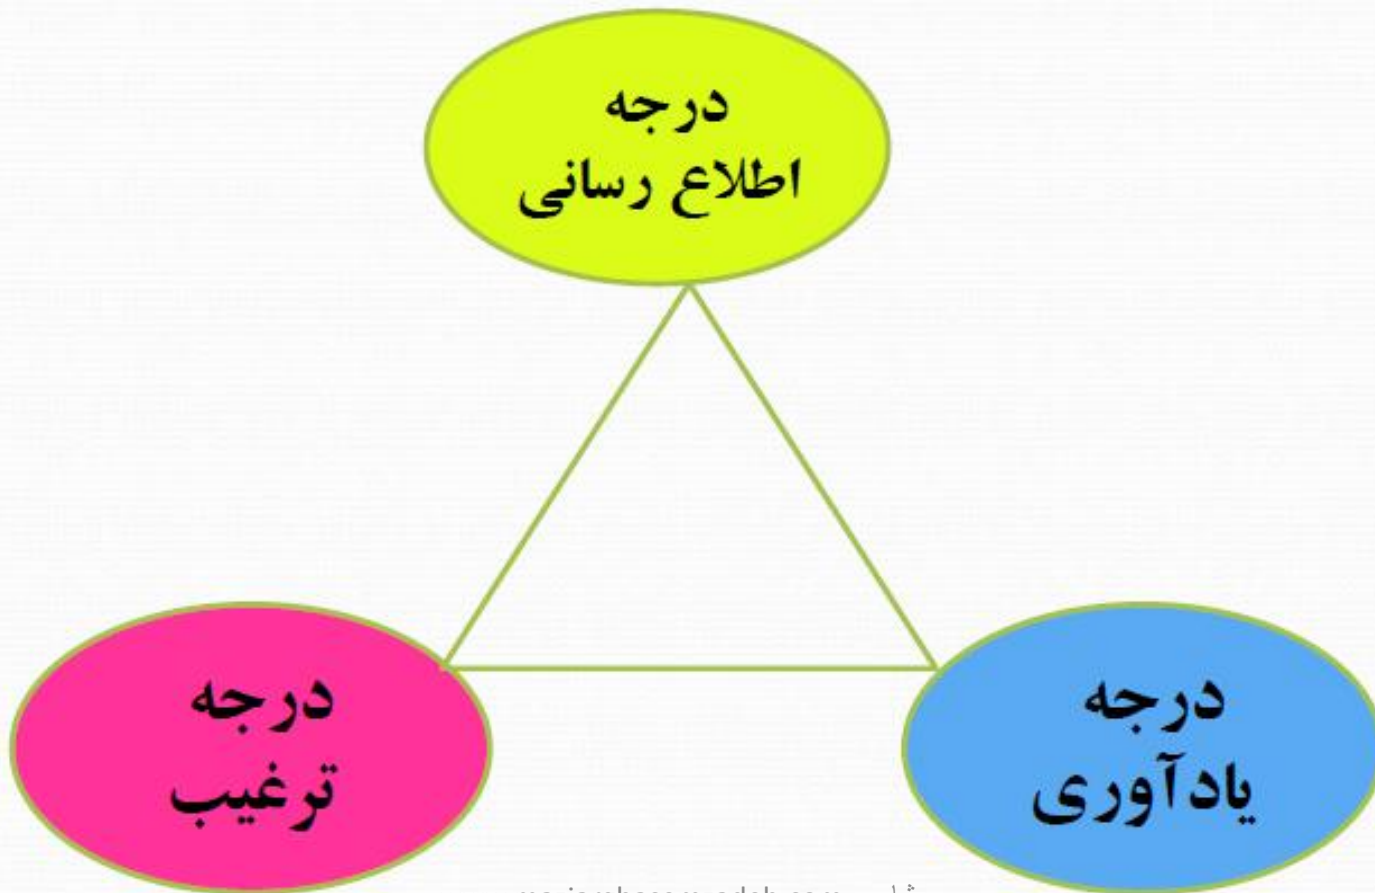 درجه
اطلاع رسانی
درجه
یادآوری
درجه
ترغیب